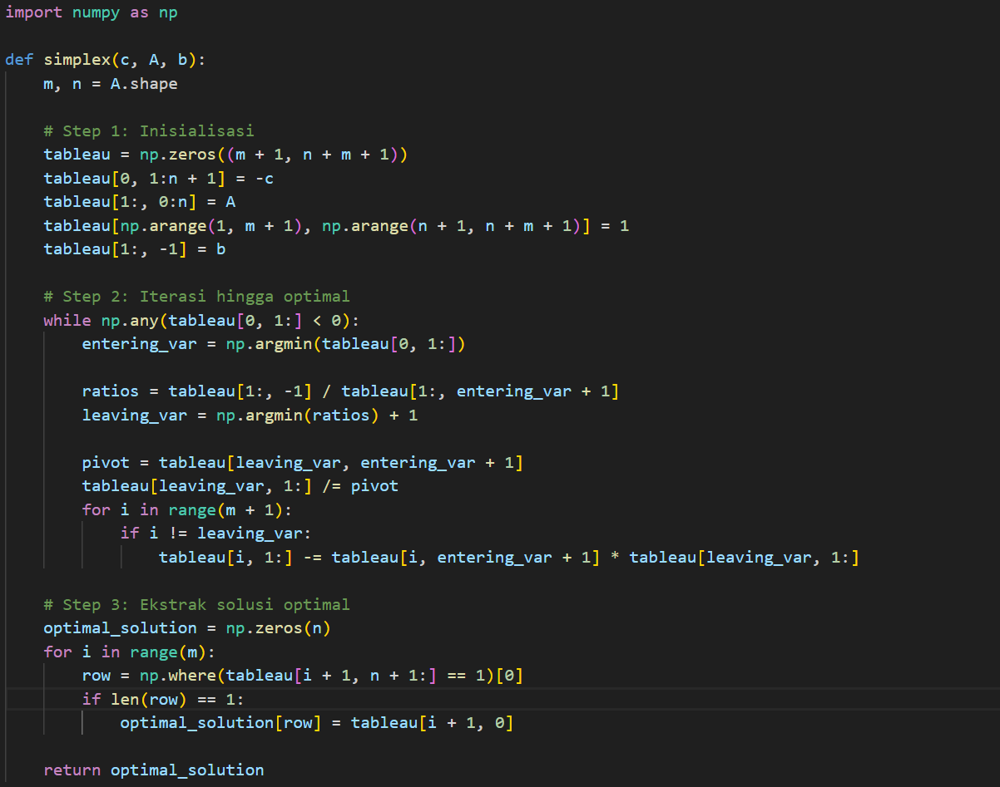 import numpy as np
def simplex(c, A, b):
    m, n = A.shape
    # Step 1: Inisialisasi
    tableau = np.zeros((m + 1, n + m + 1))
    tableau[0, 1:n + 1] = -c
    tableau[1:, 0:n] = A
    tableau[np.arange(1, m + 1), np.arange(n + 1, n + m + 1)] = 1
    tableau[1:, -1] = b
    # Step 2: Iterasi hingga optimal
    while np.any(tableau[0, 1:] < 0):
        entering_var = np.argmin(tableau[0, 1:])
        ratios = tableau[1:, -1] / tableau[1:, entering_var + 1]
        leaving_var = np.argmin(ratios) + 1
        pivot = tableau[leaving_var, entering_var + 1]
        tableau[leaving_var, 1:] /= pivot
        for i in range(m + 1):
            if i != leaving_var:
                tableau[i, 1:] -= tableau[i, entering_var + 1] * tableau[leaving_var, 1:]
    # Step 3: Ekstrak solusi optimal
    optimal_solution = np.zeros(n)
    for i in range(m):
        row = np.where(tableau[i + 1, n + 1:] == 1)[0]
        if len(row) == 1:
            optimal_solution[row] = tableau[i + 1, 0]
    return optimal_solution